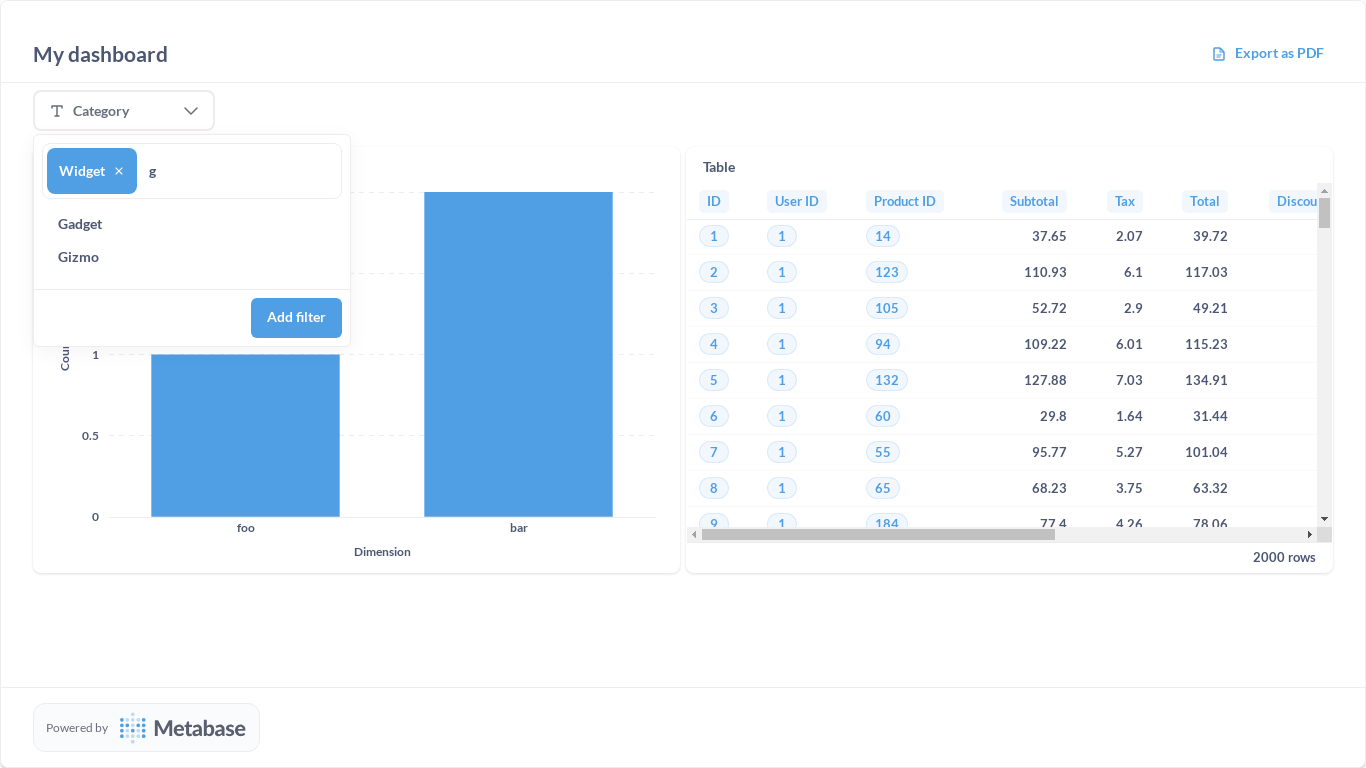 My dashboard
Export as PDF
Category
Widget
g
Gadget
Gizmo
Add filter
1
0.5
0
foo
bar
Dimension
Table
ID User ID Product ID Subtotal Tax Total
1 1 14 37.65 2.07 39.72
2 1 123 110.93 6.1 117.03
3 1 105 52.72 2.9 49.21
4 1 94 109.22 6.01 115.23
5 1 132 127.88 7.03 134.91
6 1 60 29.8 1.64 31.44
7 1 55 95.77 5.27 101.04
8 1 65 68.23 3.75 63.32
9 1 184 77.4 4.26 78.06
2000 rows
Powered by Metabase